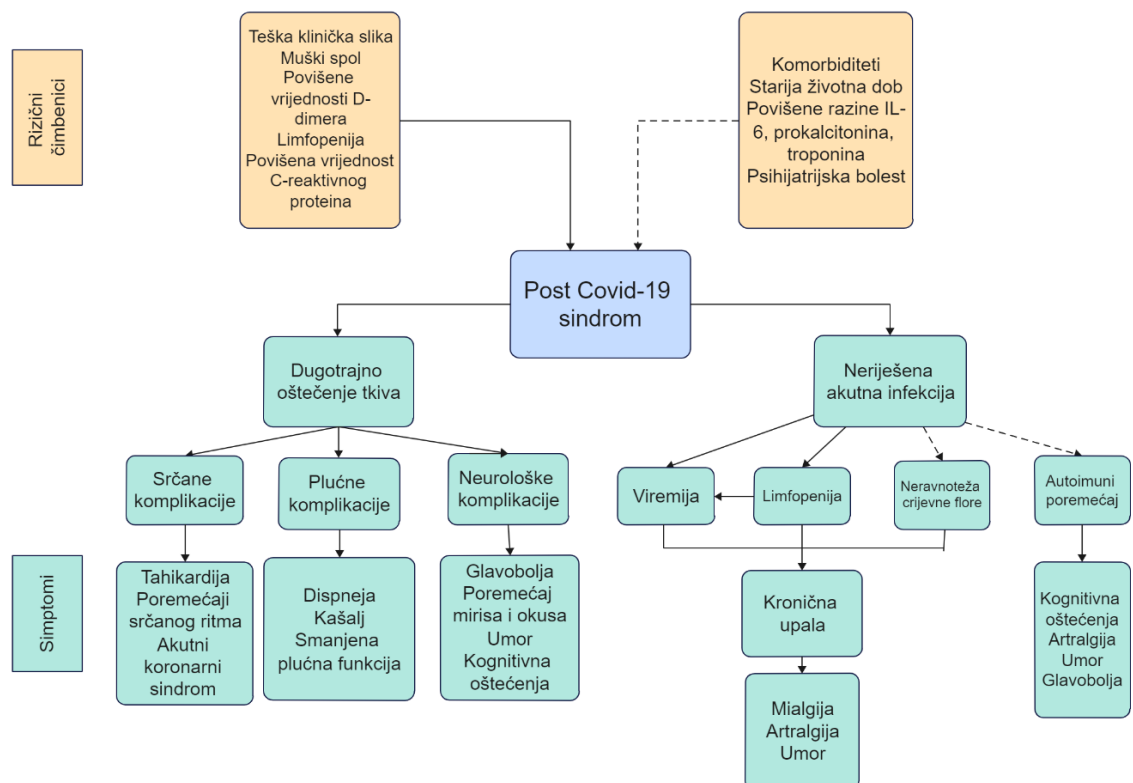 Rizični
čimbenici
Teška klinička slika
Muški spol
Povišene
vrijednosti D-
dimera
Limfopenija
Povišena vrijednost
C-reaktivnog
proteina
Komorbiditeti
Starija životna dob
Povišene razine IL-
6, prokalcitonina,
troponina
Psihijatrijska bolest
Post Covid-19
sindrom
Dugotrajno
oštečenje tkiva
Neriješena
akutna infekcija
Srčane
komplikacije
Plućne
komplikacije
Neurološke
komplikacije
Viremija
Limfopenija
Neravnoteža
crijevne flore
Autoimuni
poremećaj
Simptomi
Tahikardija
Poremećaji
srčanog ritma
Akutni
koronarni
sindrom
Dispneja
Kašalj
Smanjena
plućna funkcija
Glavobolja
Poremećaj
mirisa i okusa
Umor
Kognitivna
oštećenja
Kronična
upala
Mialgija
Artralgija
Umor
Kognitivna
oštećenja
Artralgija
Umor
Glavobolja